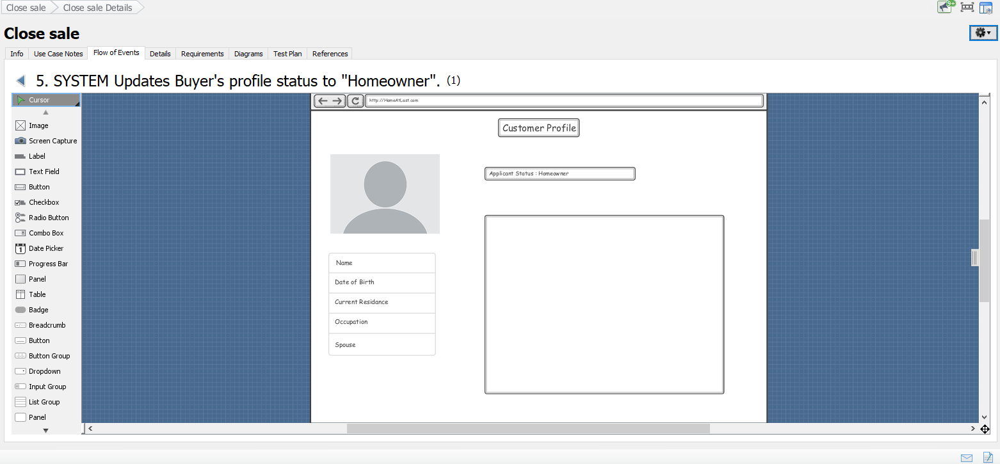 Close sale
Close sale Details
9+
Close sale
Info
Use Case Notes
Flow of Events
Details
Requirements
Diagrams
Test Plan
References
5. SYSTEM Updates Buyer's profile status to "Homeowner". (1)
Cursor
Image
Screen Capture
Label
Text Field
Button
Checkbox
Radio Button
Combo Box
1
Date Picker
Progress Bar
Panel
Table
Badge
Breadcrumb
Button
Button Group
Dropdown
Input Group
List Group
Panel
http://HomeAtLast.com
Customer Profile
Applicant Status : Homeowner
Name
Date of Birth
Current Residance
Occupation
Spouse